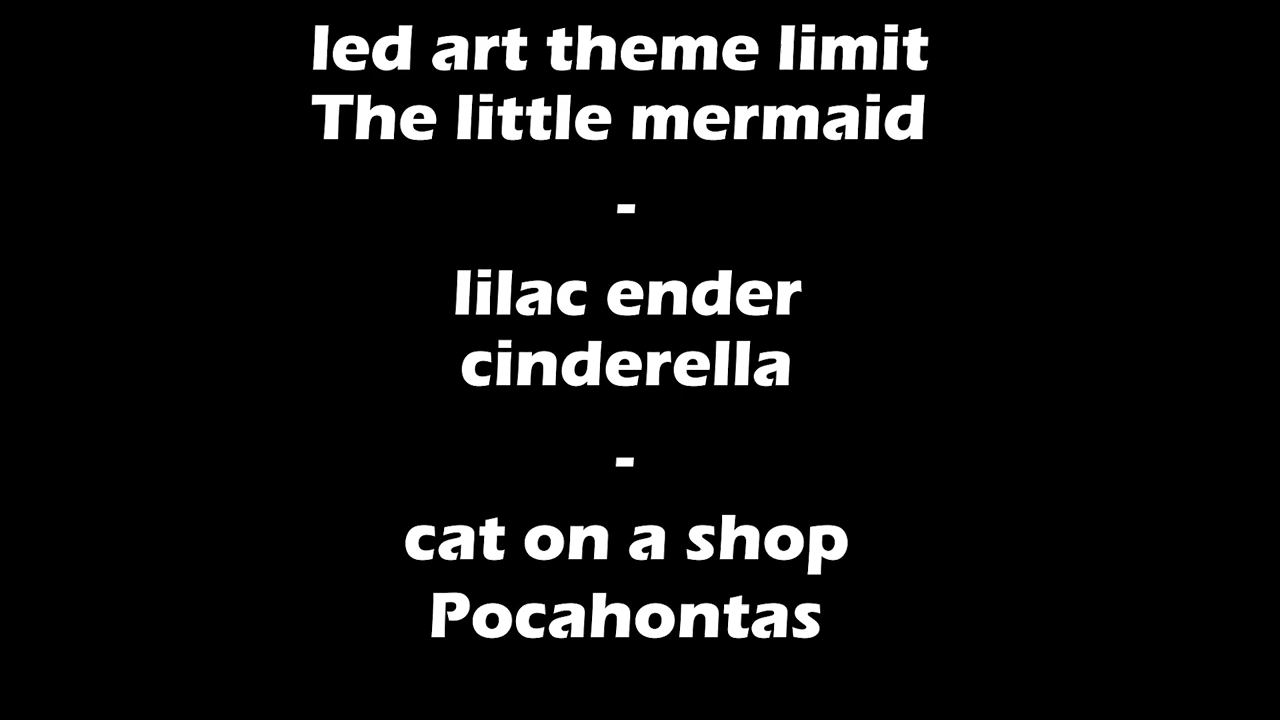 led art theme limit
The little mermaid
-
lilac ender
cinderella
-
cat on a shop
Pocahontas